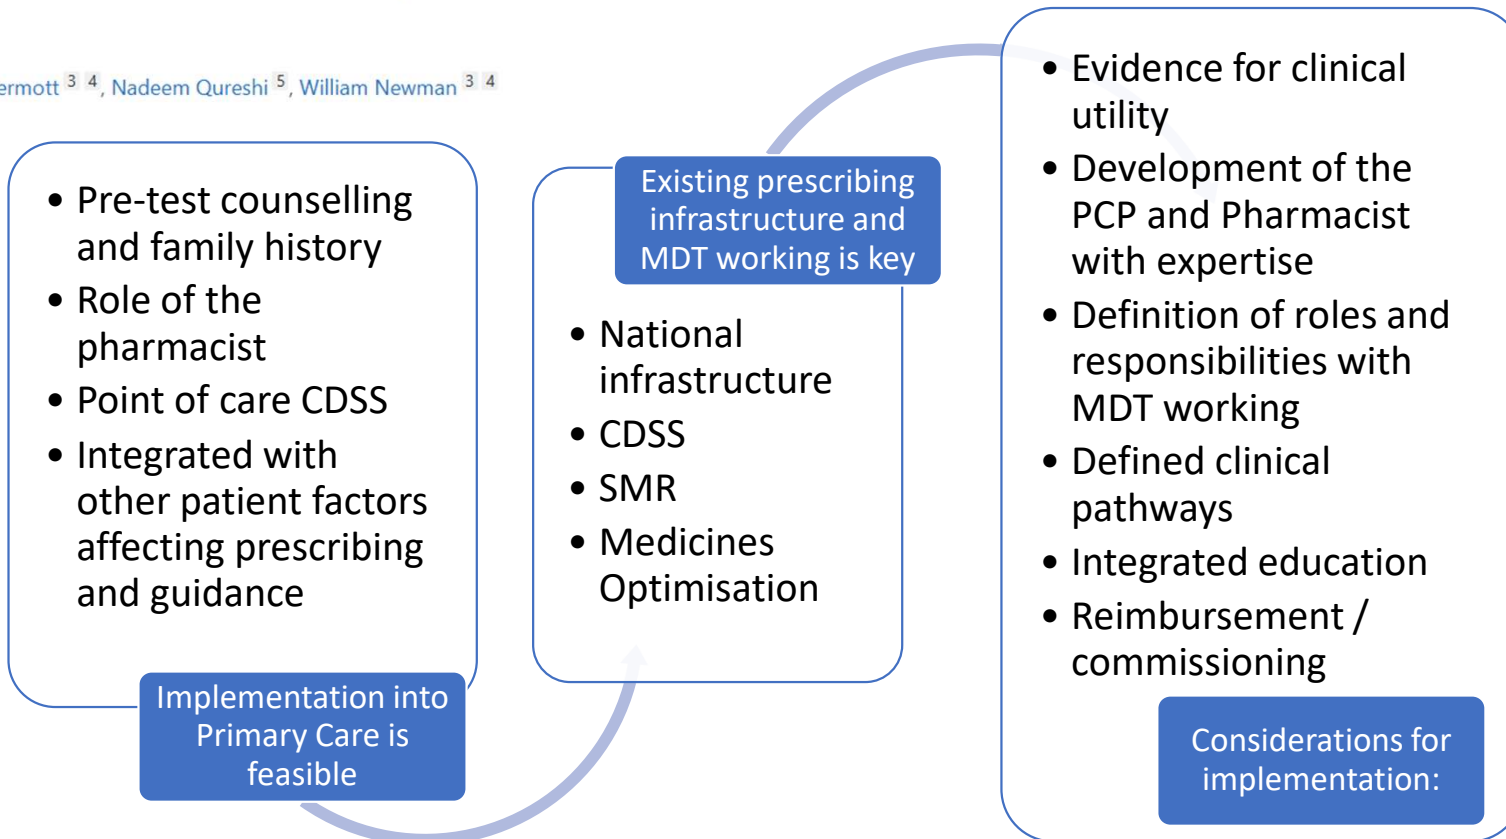 ermott 3 4, Nadeem Qureshi 5, William Newman 3 4
• Pre-test counselling
and family history
• Role of the
pharmacist
• Point of care CDSS
• Integrated with
other patient factors
affecting prescribing
and guidance
Implementation into
Primary Care is
feasible
Existing prescribing
infrastructure and
MDT working is key
• National
infrastructure
• CDSS
• SMR
• Medicines
Optimisation
• Evidence for clinical
utility
• Development of the
PCP and Pharmacist
with expertise
• Definition of roles and
responsibilities with
MDT working
• Defined clinical
pathways
• Integrated education
• Reimbursement /
commissioning
Considerations for
implementation: